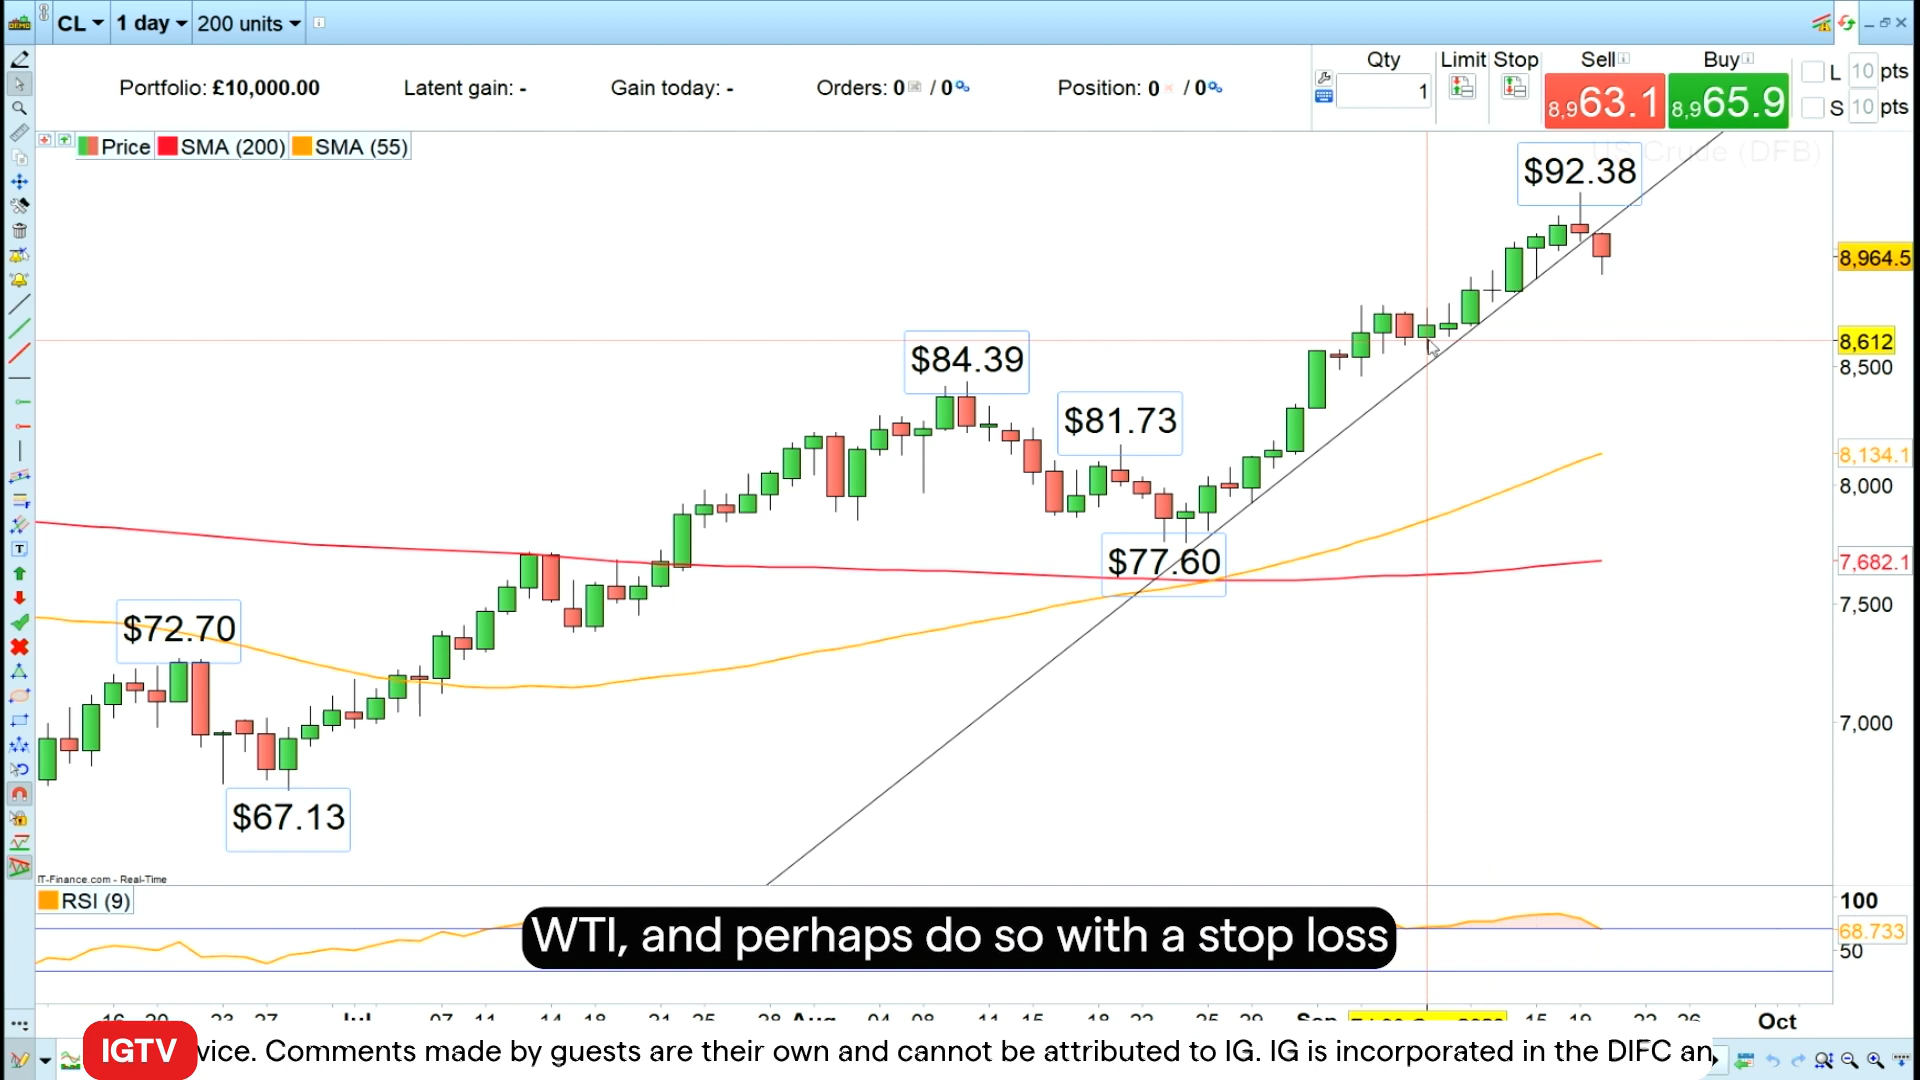 CL 1 day 200 units
Portfolio: £10,000.00 Latent gain: - Gain today: - Orders: 0 / 0 Position: 0 / 0
Qty Limit Stop Sell Buy L 10 pts
1 8,963.1 8,965.9 S 10 pts
Price SMA (200) SMA (55)
US Crude (DFB)
$92.38
8,964.5
8,612
$84.39
8,500
$81.73
8,134.1
8,000
$77.60
7,682.1
7,500
$72.70
7,000
$67.13
IT-Finance.com - Real-Time
RSI (9)
100
68.733
50
WTI, and perhaps do so with a stop loss
16 20 23 27 Jul 07 11 14 18 21 25 28 Aug 04 08 11 15 18 22 25 29 Sep 15 19 22 26 Oct
IGTV vice. Comments made by guests are their own and cannot be attributed to IG. IG is incorporated in the DIFC an